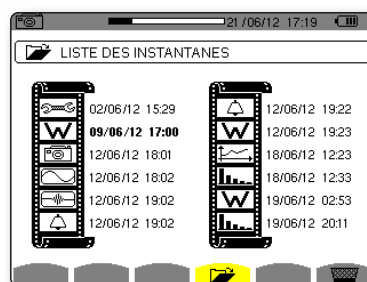 21/06/12 17:19
LISTE DES INSTANTANES
02/06/12 15:29
W 09/06/12 17:00
12/06/12 18:01
12/06/12 18:02
12/06/12 19:02
12/06/12 19:02
12/06/12 19:22
W 12/06/12 19:23
18/06/12 12:23
18/06/12 12:33
W 19/06/12 02:53
19/06/12 20:11